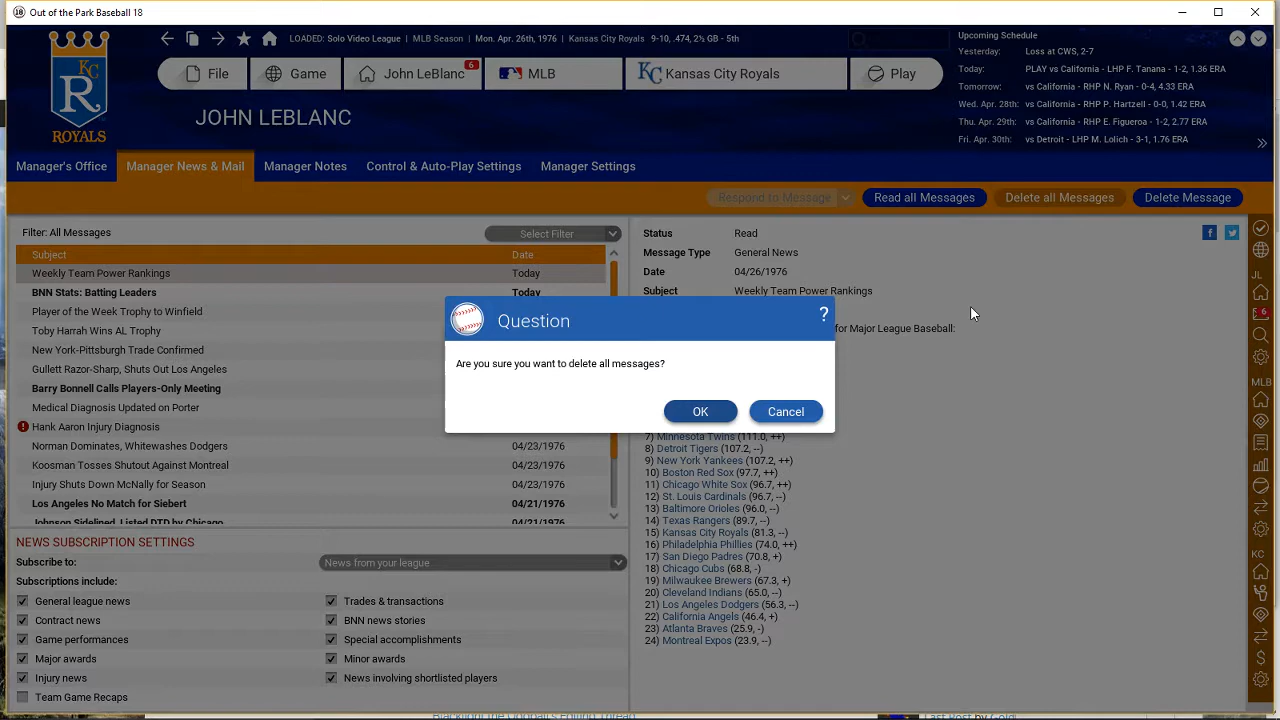 Out of the Park Baseball 18
LOADED: Solo Video League | MLB Season | Mon. Apr. 26th, 1976 | Kansas City Royals 9-10, .474, 2½ GB - 5th
File
Game
John LeBlanc 6
MLB
Kansas City Royals
Play
KC
R
ROYALS
JOHN LEBLANC
Upcoming Schedule
Yesterday: Loss at CWS, 2-7
Today: PLAY vs California - LHP F. Tanana - 1-2, 1.36 ERA
Tomorrow: vs California - RHP N. Ryan - 0-4, 4.33 ERA
Wed. Apr. 28th: vs California - RHP P. Hartzell - 0-0, 1.42 ERA
Thu. Apr. 29th: vs California - RHP E. Figueroa - 1-2, 2.77 ERA
Fri. Apr. 30th: vs Detroit - LHP M. Lolich - 3-1, 1.76 ERA
Manager's Office Manager News & Mail Manager Notes Control & Auto-Play Settings Manager Settings
Respond to Message Read all Messages Delete all Messages Delete Message
Filter: All Messages Select Filter
Subject Date
Weekly Team Power Rankings Today
BNN Stats: Batting Leaders Today
Player of the Week Trophy to Winfield
Toby Harrah Wins AL Trophy
New York-Pittsburgh Trade Confirmed
Gullett Razor-Sharp, Shuts Out Los Angeles
Barry Bonnell Calls Players-Only Meeting
Medical Diagnosis Updated on Porter
Hank Aaron Injury Diagnosis
Norman Dominates, Whitewashes Dodgers 04/23/1976
Koosman Tosses Shutout Against Montreal 04/23/1976
Injury Shuts Down McNally for Season 04/23/1976
Los Angeles No Match for Siebert 04/21/1976
Johnson Sidelined, Listed DTD by Chicago 04/21/1976
Status Read
Message Type General News
Date 04/26/1976
Subject Weekly Team Power Rankings
for Major League Baseball:
Question ?
Are you sure you want to delete all messages?
OK Cancel
7) Minnesota Twins (111.0, ++)
8) Detroit Tigers (107.2, --)
9) New York Yankees (107.2, ++)
10) Boston Red Sox (97.7, ++)
11) Chicago White Sox (96.7, --)
12) St. Louis Cardinals (96.7, --)
13) Baltimore Orioles (96.0, --)
14) Texas Rangers (89.7, --)
15) Kansas City Royals (81.3, --)
16) Philadelphia Phillies (74.0, ++)
17) San Diego Padres (70.8, +)
18) Chicago Cubs (68.8, -)
19) Milwaukee Brewers (67.3, +)
20) Cleveland Indians (65.0, --)
21) Los Angeles Dodgers (56.3, --)
22) California Angels (46.4, +)
23) Atlanta Braves (25.9, -)
24) Montreal Expos (23.9, --)
NEWS SUBSCRIPTION SETTINGS
Subscribe to: News from your league
Subscriptions include:
General league news Trades & transactions
Contract news BNN news stories
Game performances Special accomplishments
Major awards Minor awards
Injury news News involving shortlisted players
Team Game Recaps
JL
6
MLB
KC